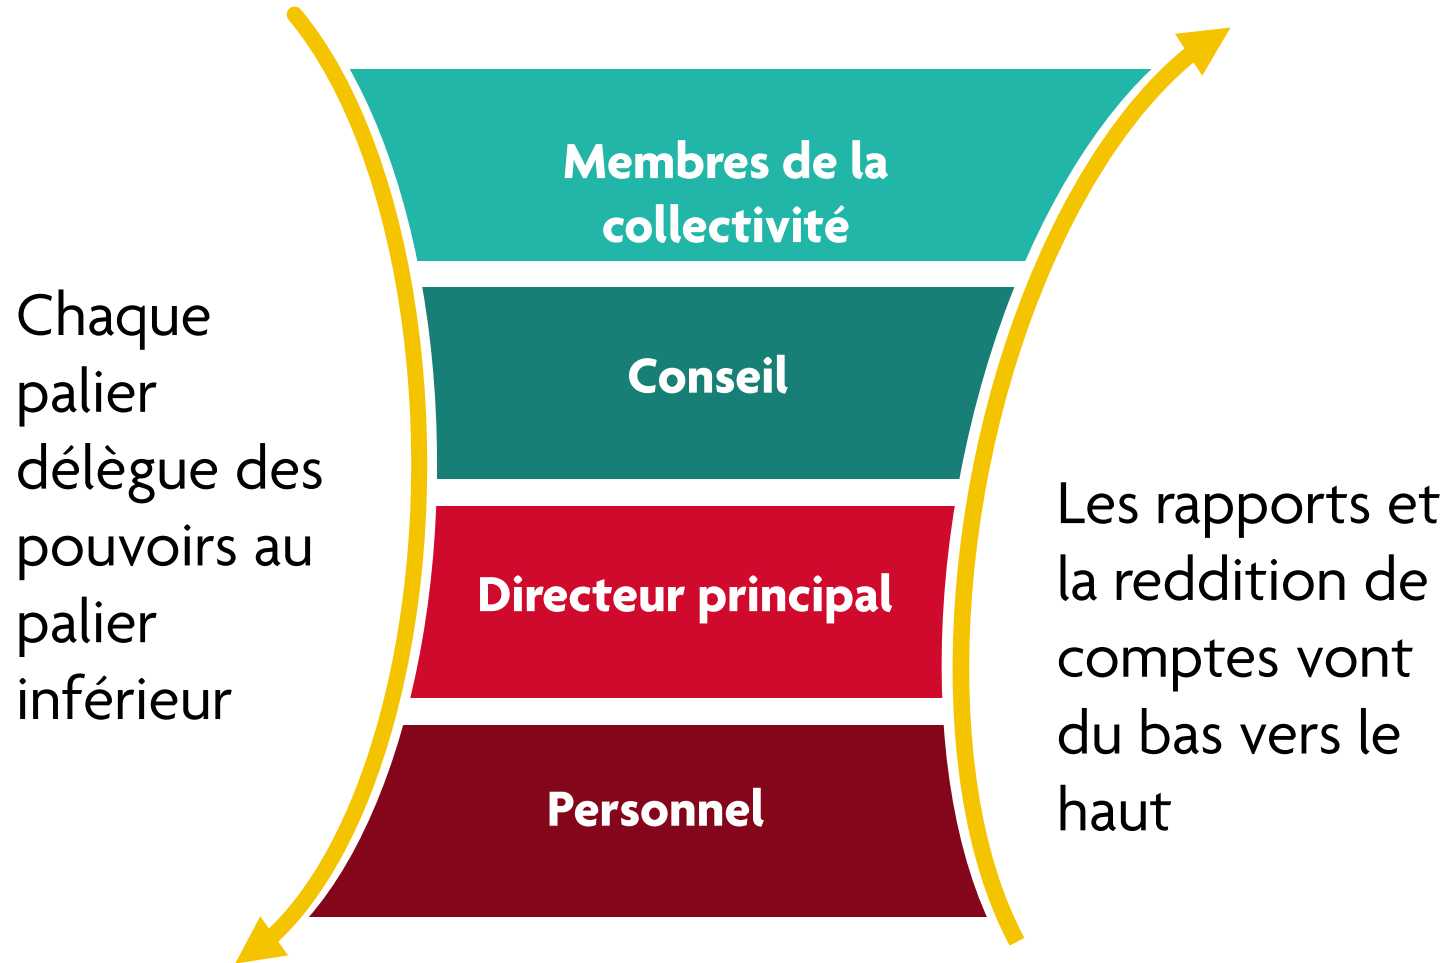 Membres de la
collectivité
Conseil
Directeur principal
Personnel
Chaque
palier
délègue des
pouvoirs au
palier
inférieur
Les rapports et
la reddition de
comptes vont
du bas vers le
haut